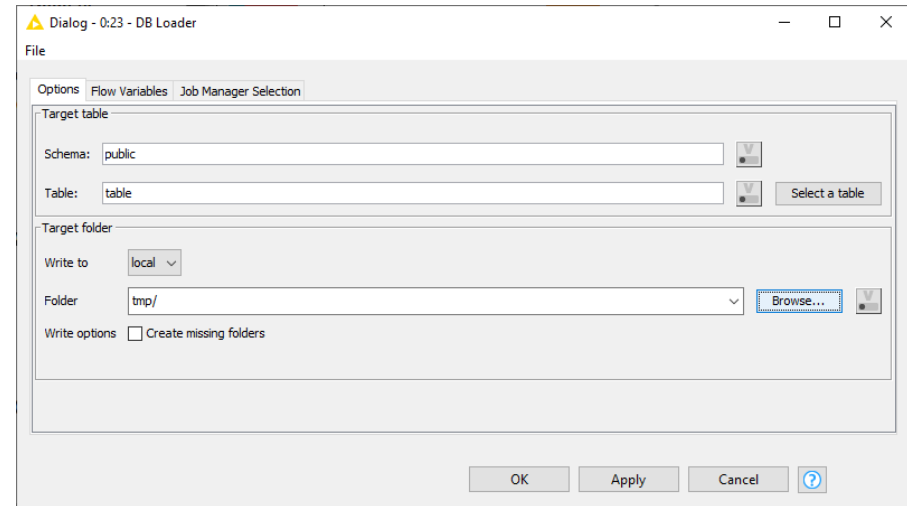 Dialog - 0:23 - DB Loader
File
Options Flow Variables Job Manager Selection
Target table
Schema: public
V
Table: table
V
Select a table
Target folder
Write to local
Folder tmp/
Browse...
V
Write options Create missing folders
OK Apply Cancel ?